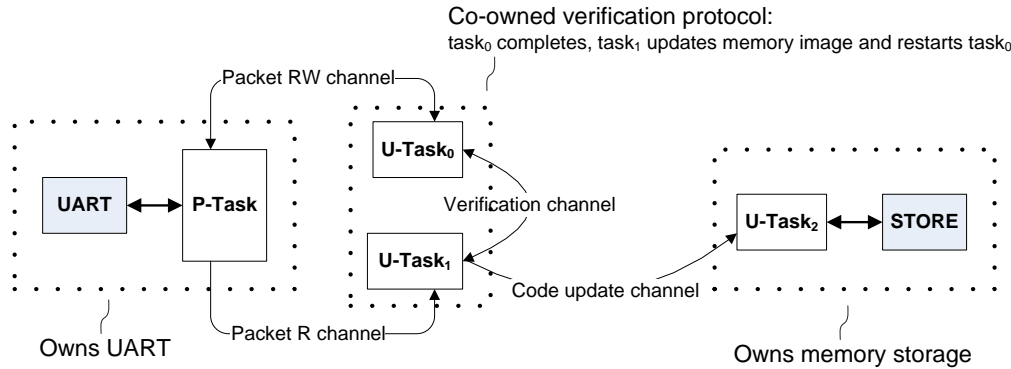 Co-owned verification protocol:
task0 completes, task1 updates memory image and restarts task0
Packet RW channel
U-Task0
UART
P-Task
Verification channel
U-Task2
STORE
U-Task1
Code update channel
Packet R channel
Owns UART
Owns memory storage